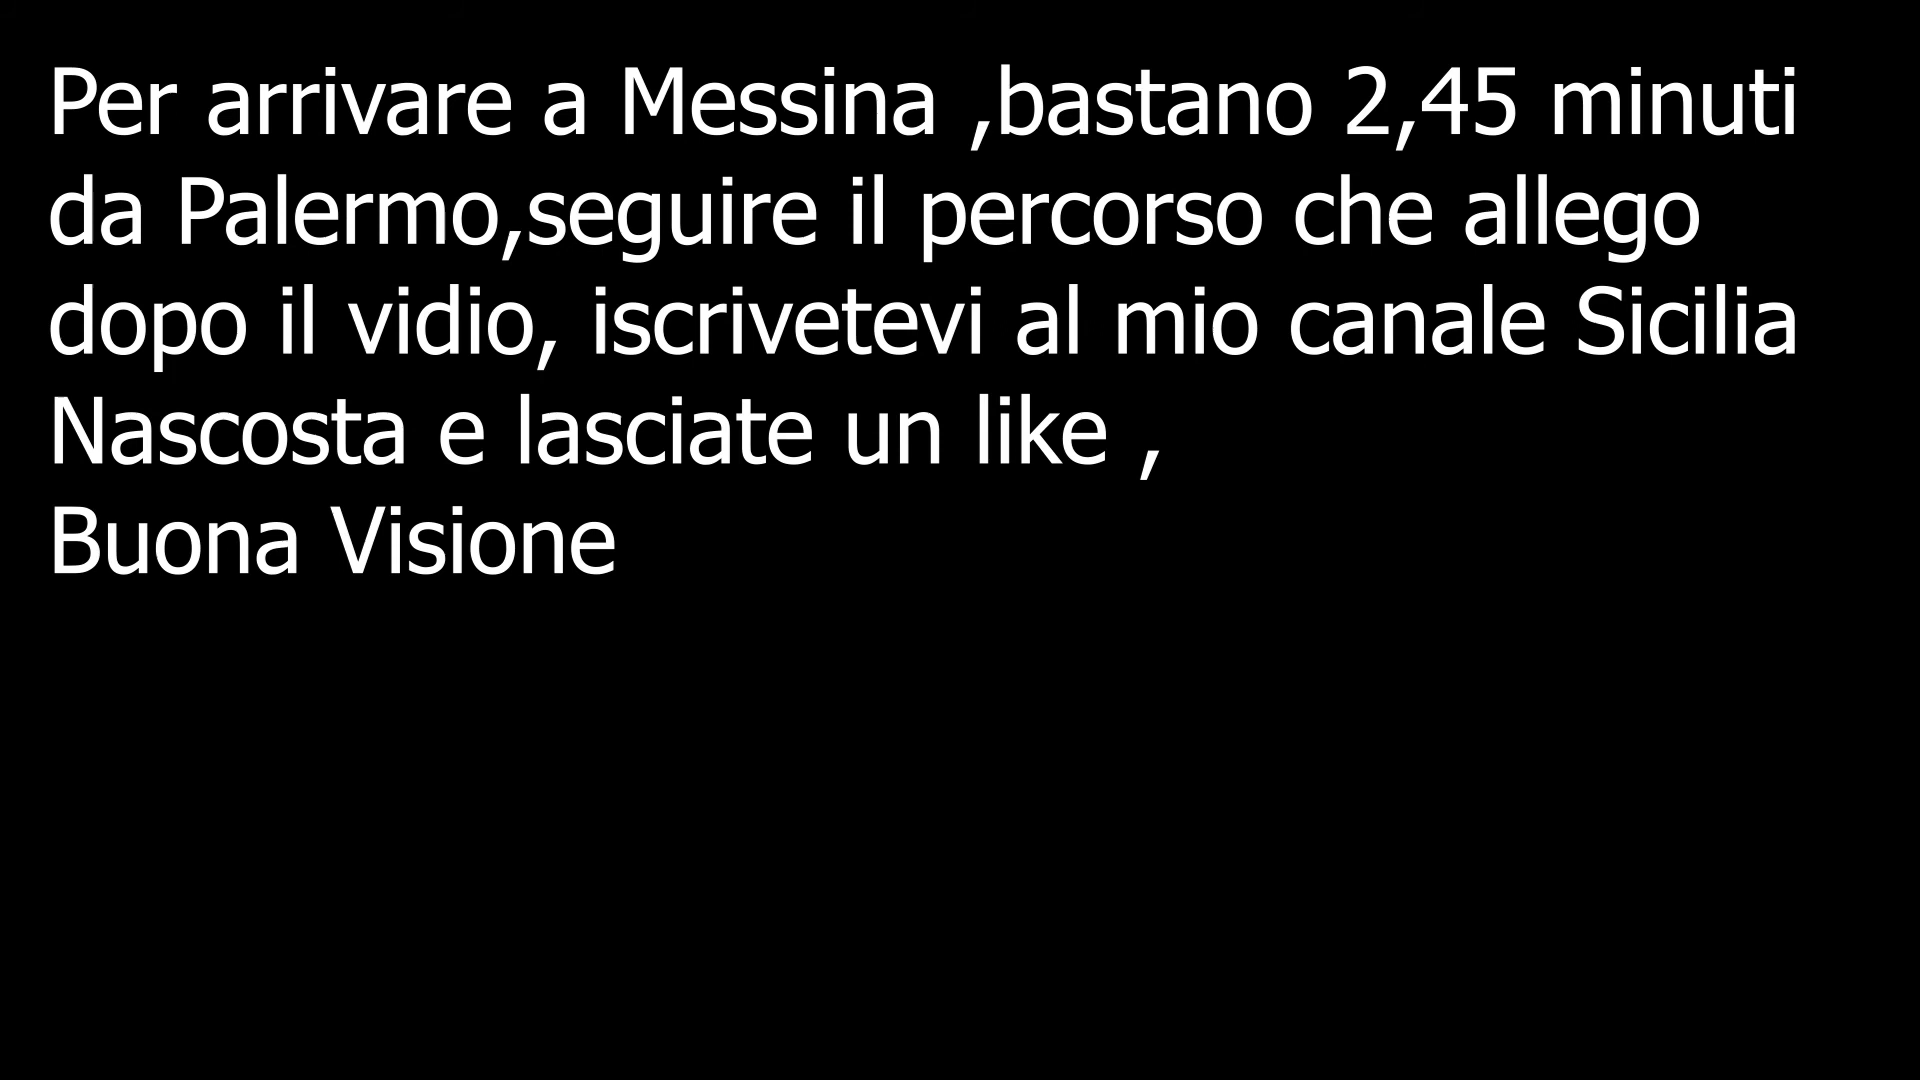 Per arrivare a Messina ,bastano 2,45 minuti
da Palermo,seguire il percorso che allego
dopo il vidio, iscrivetevi al mio canale Sicilia
Nascosta e lasciate un like ,
Buona Visione